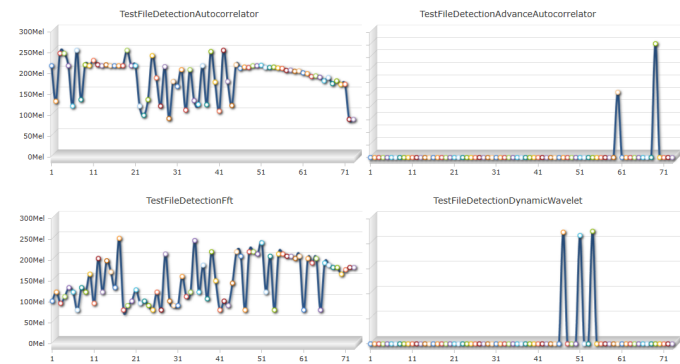 TestFileDetectionAutocorrelator
300Mel
250Mel
200Mel
150Mel
100Mel
50Mel
0Mel
1 11 21 31 41 51 61 71
TestFileDetectionAdvanceAutocorrelator
1 11 21 31 41 51 61 71
TestFileDetectionFft
300Mel
250Mel
200Mel
150Mel
100Mel
50Mel
0Mel
1 11 21 31 41 51 61 71
TestFileDetectionDynamicWavelet
1 11 21 31 41 51 61 71